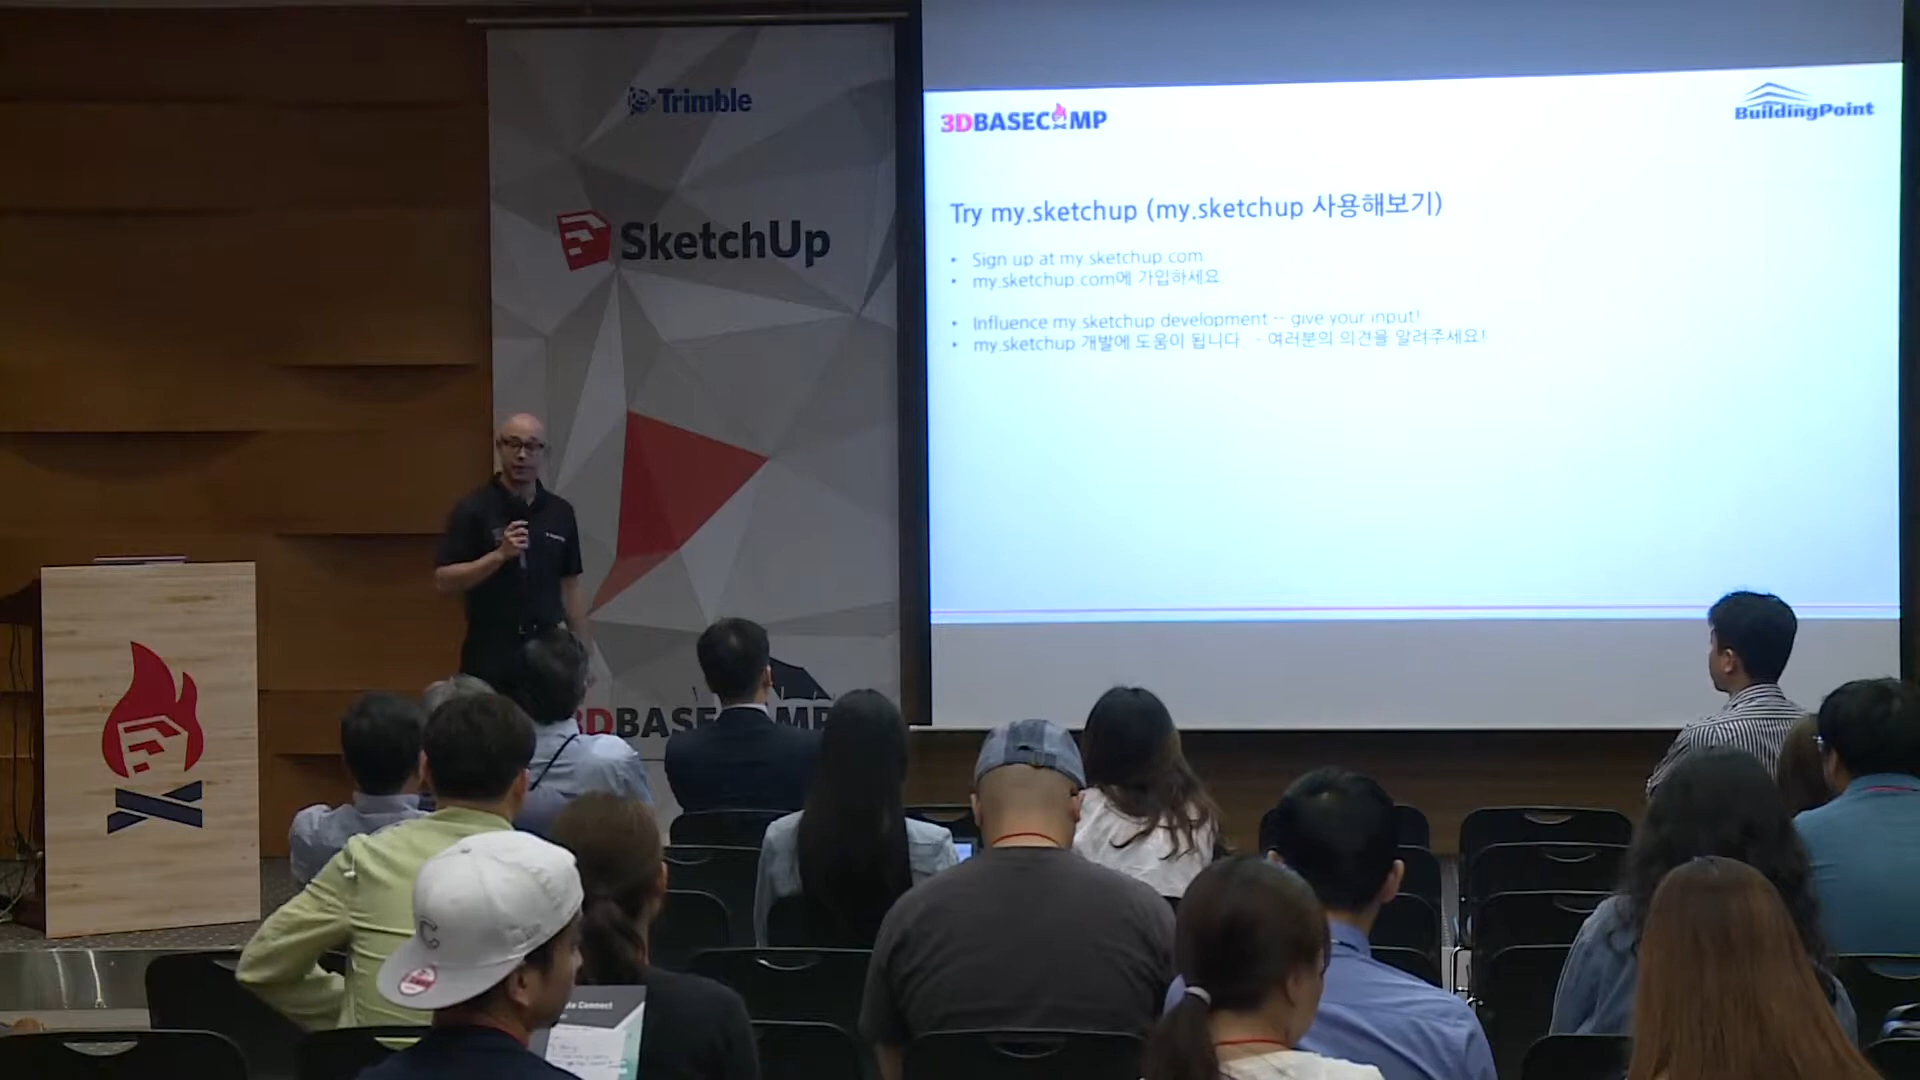 Trimble
SketchUp
3DBASECAMP
BuildingPoint
Try my.sketchup (my.sketchup 사용해보기)
• Sign up at my.sketchup.com
• my.sketchup.com에 가입하세요
• Influence my.sketchup development -- give your input!
• my.sketchup 개발에 도움이 됩니다. - 여러분의 의견을 알려주세요!
3DBASE MP
C
Connect